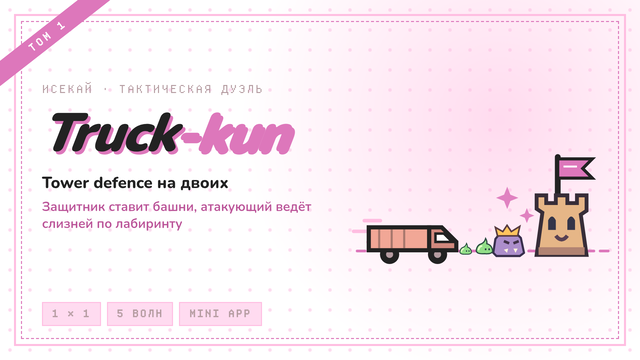 ТОМ 1
ИСЕКАЙ · ТАКТИЧЕСКАЯ ДУЭЛЬ
Truck-kun
Tower defence на двоих
Защитник ставит башни, атакующий ведёт
слизней по лабиринту
1 × 1
5 ВОЛН
MINI APP